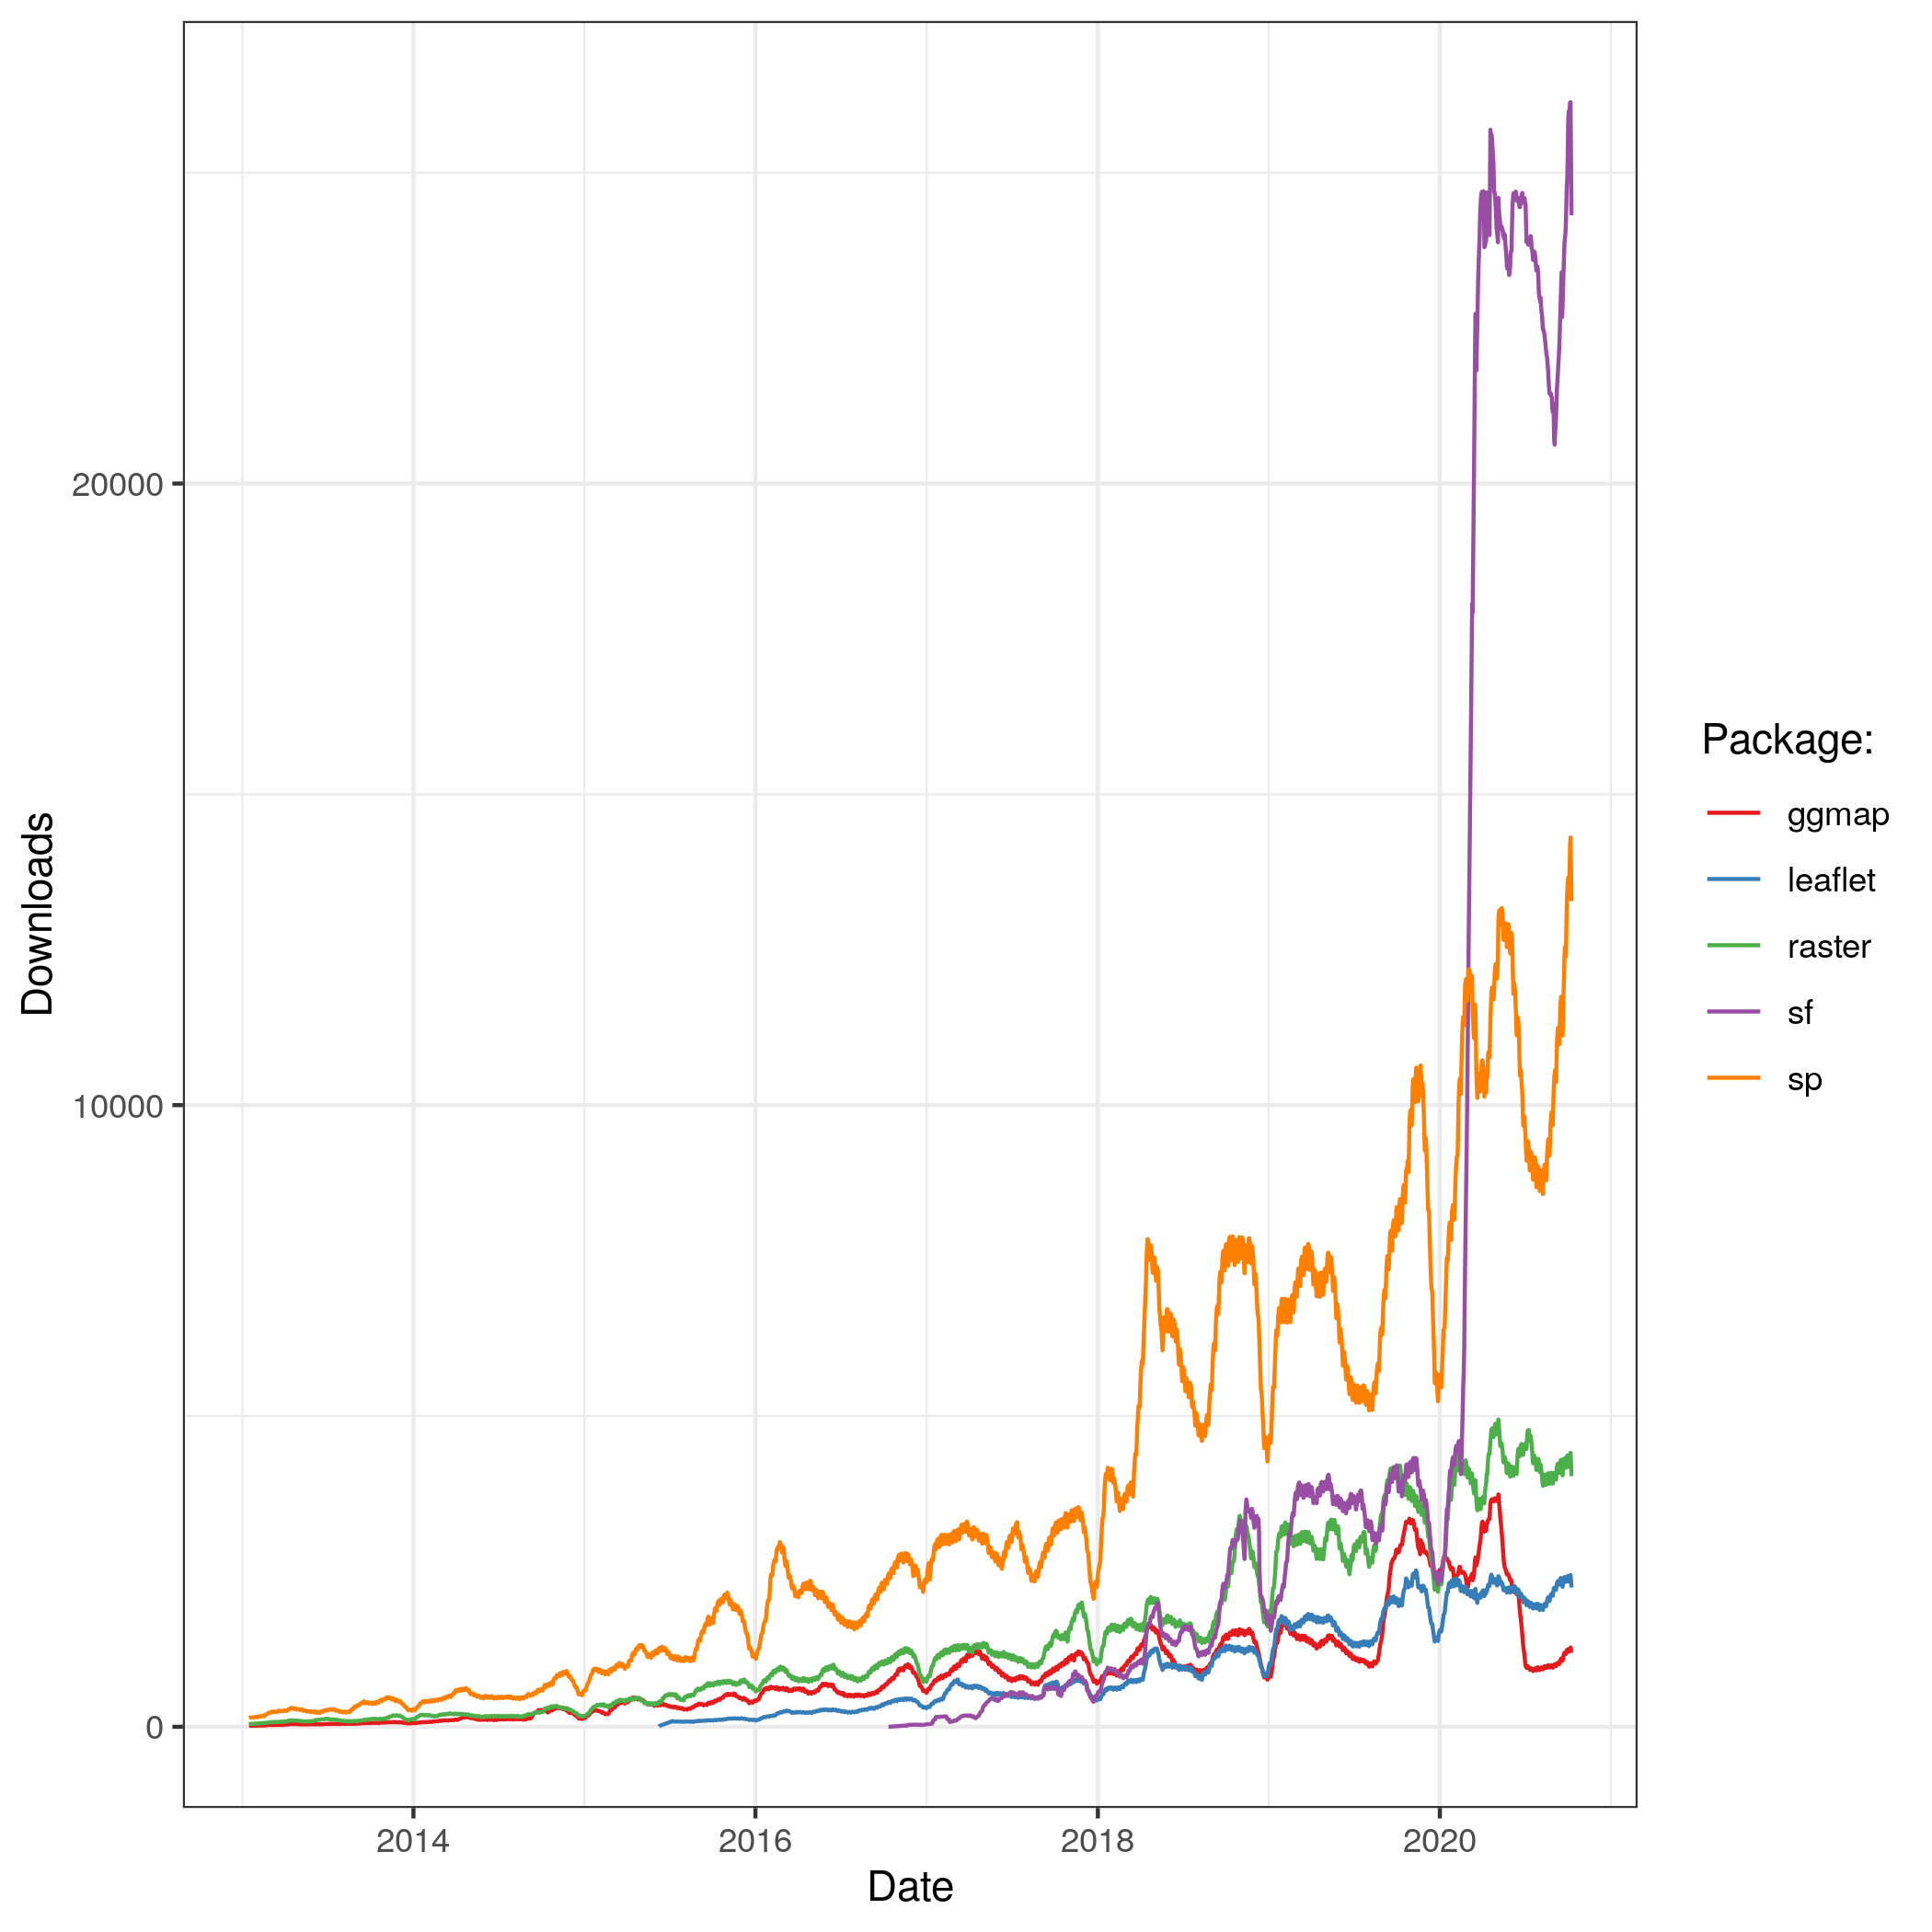 Downloads
20000
10000
0
2014
2016
2018
2020
Date
Package:
ggmap
leaflet
raster
sf
sp